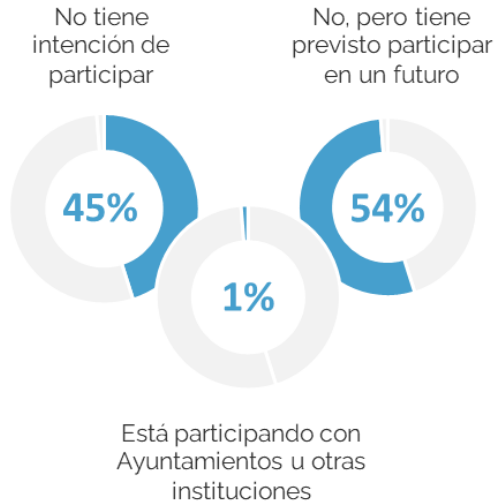 No tiene
intención de
participar
No, pero tiene
previsto participar
en un futuro
45%
54%
1%
Está participando con
Ayuntamientos u otras
instituciones